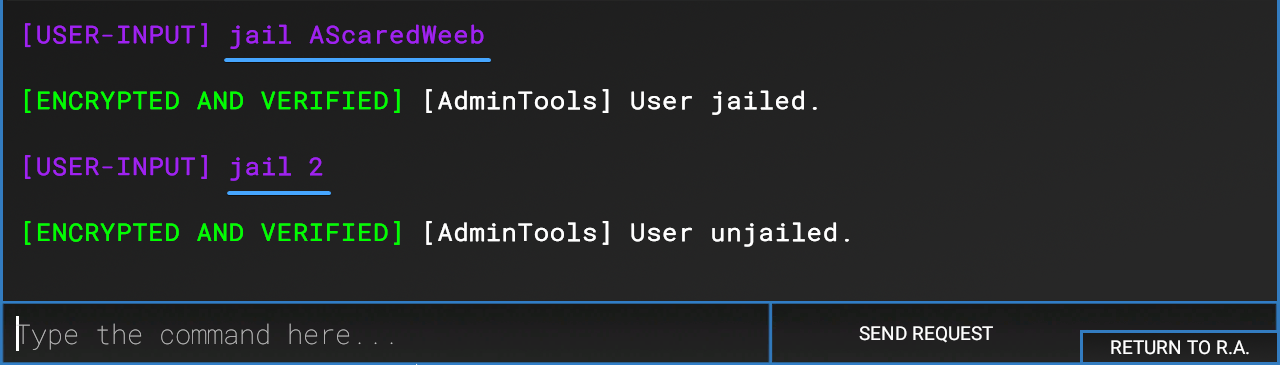 [USER-INPUT] jail AScaredWeeb
[ENCRYPTED AND VERIFIED] [AdminTools] User jailed.
[USER-INPUT] jail 2
[ENCRYPTED AND VERIFIED] [AdminTools] User unjailed.
Type the command here...
SEND REQUEST
RETURN TO R.A.